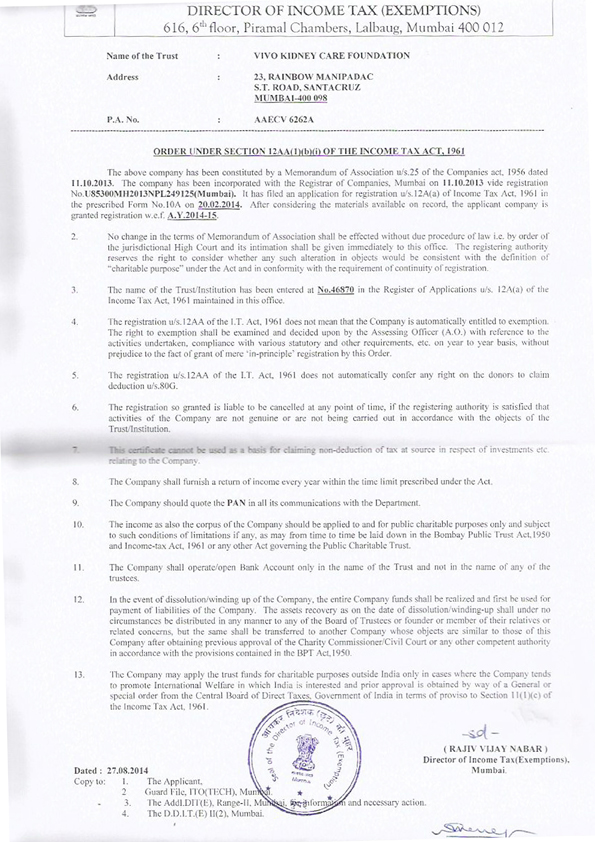 DIRECTOR OF INCOME TAX (EXEMPTIONS)
616, 6th floor, Piramal Chambers, Lalbaug, Mumbai 400 012
Name of the Trust : VIVO KIDNEY CARE FOUNDATION
Address : 23, RAINBOW MANIPADAC
S.T. ROAD, SANTACRUZ
MUMBAI-400 098
P.A. No. : AAECV 6262A
ORDER UNDER SECTION 12AA(1)(b)(i) OF THE INCOME TAX ACT, 1961
The above company has been constituted by a Memorandum of Association u/s.25 of the Companies act, 1956 dated
11.10.2013. The company has been incorporated with the Registrar of Companies, Mumbai on 11.10.2013 vide registration
No.U85300MH2013NPL249125(Mumbai). It has filed an application for registration u/s.12A(a) of Income Tax Act, 1961 in
the prescribed Form No.10A on 20.02.2014. After considering the materials available on record, the applicant company is
granted registration w.e.f. A.Y.2014-15.
2. No change in the terms of Memorandum of Association shall be effected without due procedure of law i.e. by order of
the jurisdictional High Court and its intimation shall be given immediately to this office. The registering authority
reserves the right to consider whether any such alteration in objects would be consistent with the definition of
“charitable purpose” under the Act and in conformity with the requirement of continuity of registration.
3. The name of the Trust/Institution has been entered at No.46870 in the Register of Applications u/s. 12A(a) of the
Income Tax Act, 1961 maintained in this office.
4. The registration u/s.12AA of the I.T. Act, 1961 does not mean that the Company is automatically entitled to exemption.
The right to exemption shall be examined and decided upon by the Assessing Officer (A.O.) with reference to the
activities undertaken, compliance with various statutory and other requirements, etc. on year to year basis, without
prejudice to the fact of grant of mere ‘in-principle’ registration by this Order.
5. The registration u/s.12AA of the I.T. Act, 1961 does not automatically confer any right on the donors to claim
deduction u/s.80G.
6. The registration so granted is liable to be cancelled at any point of time, if the registering authority is satisfied that
activities of the Company are not genuine or are not being carried out in accordance with the objects of the
Trust/Institution.
7. This certificate cannot be used as a basis for claiming non-deduction of tax at source in respect of investments etc.
relating to the Company.
8. The Company shall furnish a return of income every year within the time limit prescribed under the Act.
9. The Company should quote the PAN in all its communications with the Department.
10. The income as also the corpus of the Company should be applied to and for public charitable purposes only and subject
to such conditions of limitations if any, as may from time to time be laid down in the Bombay Public Trust Act,1950
and Income-tax Act, 1961 or any other Act governing the Public Charitable Trust.
11. The Company shall operate/open Bank Account only in the name of the Trust and not in the name of any of the
trustees.
12. In the event of dissolution/winding up of the Company, the entire Company funds shall be realized and first be used for
payment of liabilities of the Company. The assets recovery as on the date of dissolution/winding-up shall under no
circumstances be distributed in any manner to any of the Board of Trustees or founder or member of their relatives or
related concerns, but the same shall be transferred to another Company whose objects are similar to those of this
Company after obtaining previous approval of the Charity Commissioner/Civil Court or any other competent authority
in accordance with the provisions contained in the BPT Act,1950.
13. The Company may apply the trust funds for charitable purposes outside India only in cases where the Company tends
to promote International Welfare in which India is interested and prior approval is obtained by way of a General or
special order from the Central Board of Direct Taxes, Government of India in terms of proviso to Section 11(1)(c) of
the Income Tax Act, 1961.
Seal of the Director of Income Tax (Exemption)
Mumbai
-sd-
( RAJIV VIJAY NABAR )
Director of Income Tax(Exemptions),
Mumbai.
Dated : 27.08.2014
Copy to: 1. The Applicant,
2 Guard File, ITO(TECH), Mumbai.
3. The Addl.DIT(E), Range-II, Mumbai, for information and necessary action.
4. The D.D.I.T.(E) II(2), Mumbai.